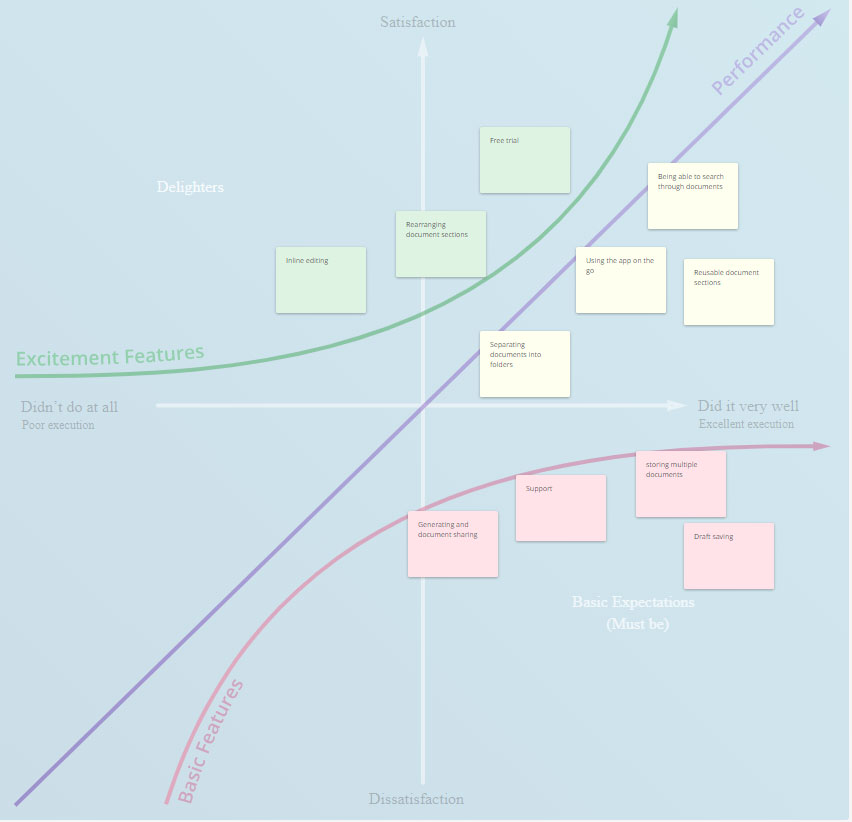 Satisfaction
Performance
Free trial
Being able to search
through documents
Delighters
Rearranging
document sections
Inline editing
Using the app on the
go
Reusable document
sections
Separating
documents into
folders
Excitement Features
Didn't do at all
Poor execution
Did it very well
Excellent execution
storing multiple
documents
Support
Generating and
document sharing
Draft saving
Basic Expectations
(Must be)
Basic Features
Dissatisfaction